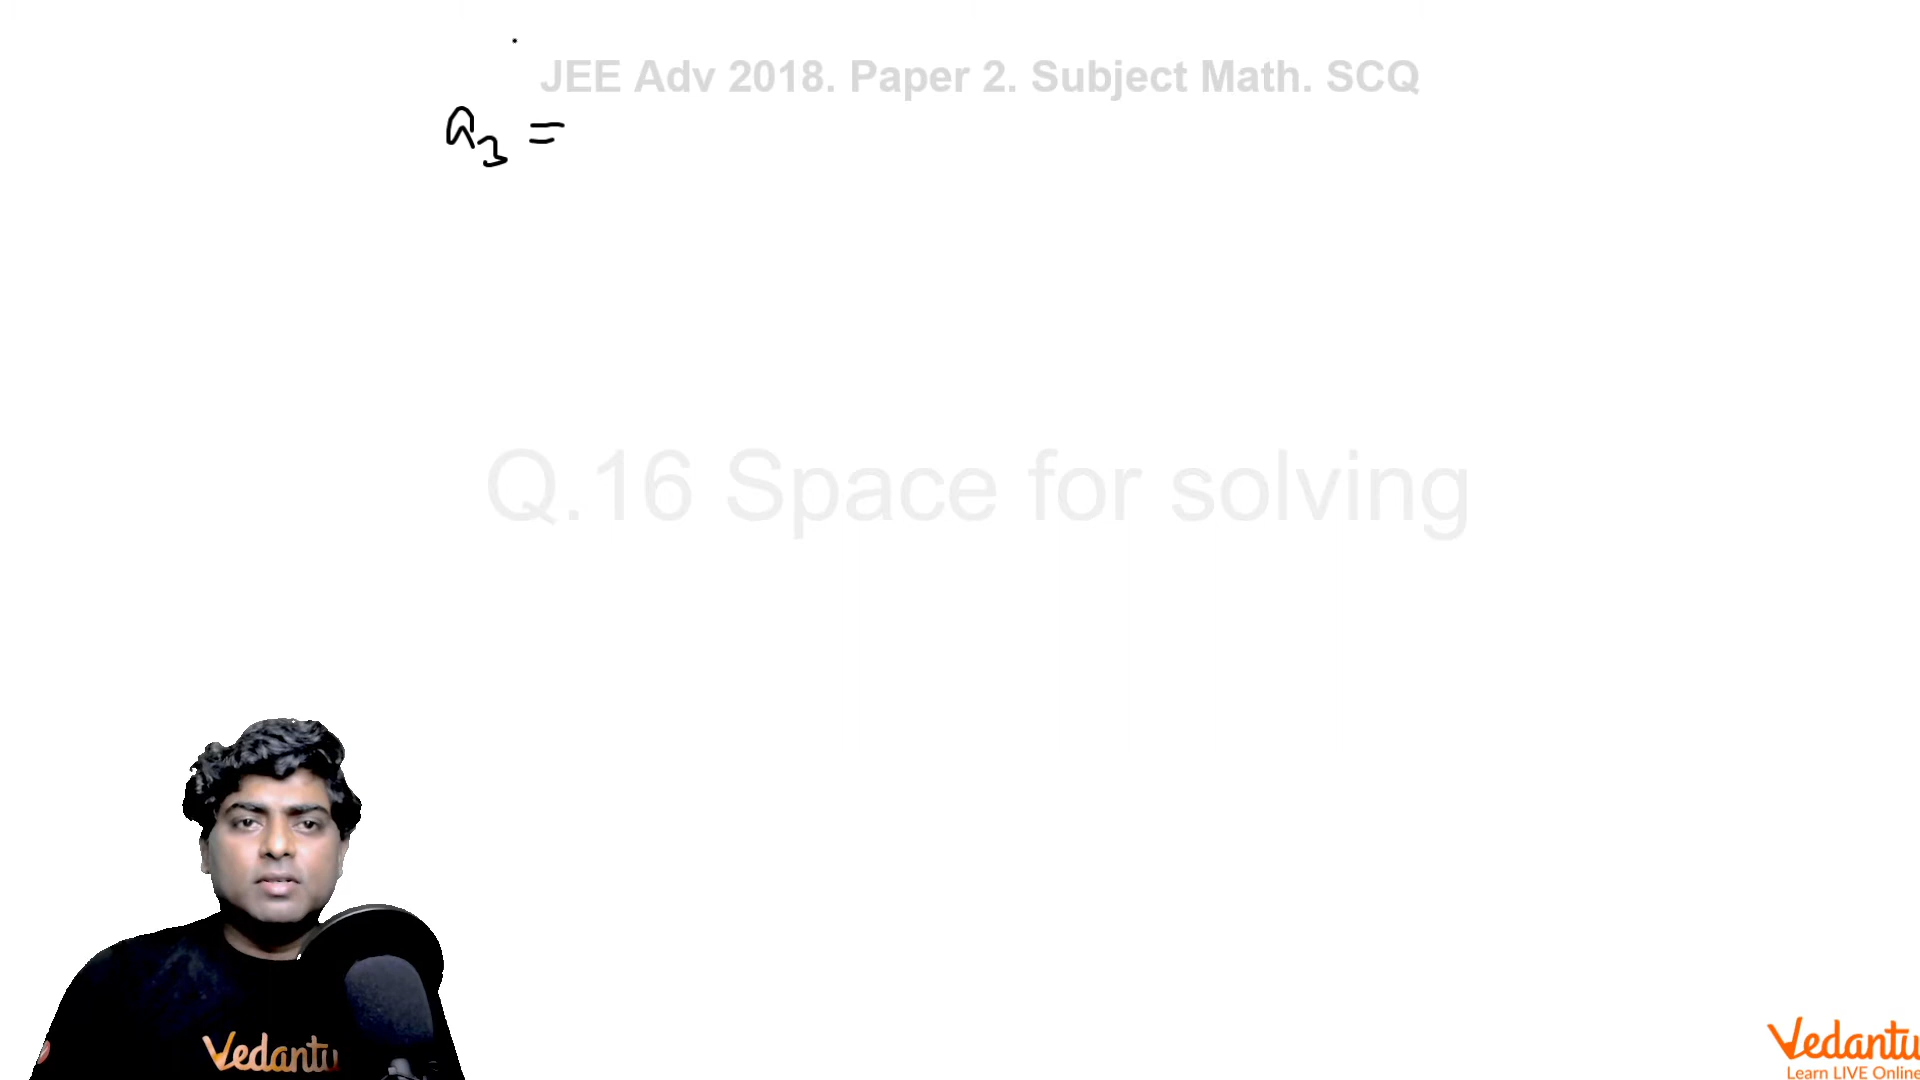 JEE Adv 2018. Paper 2. Subject Math. SCQ
a₃ =
Q.16 Space for solving
Vedantu
Vedantu
Learn LIVE Online